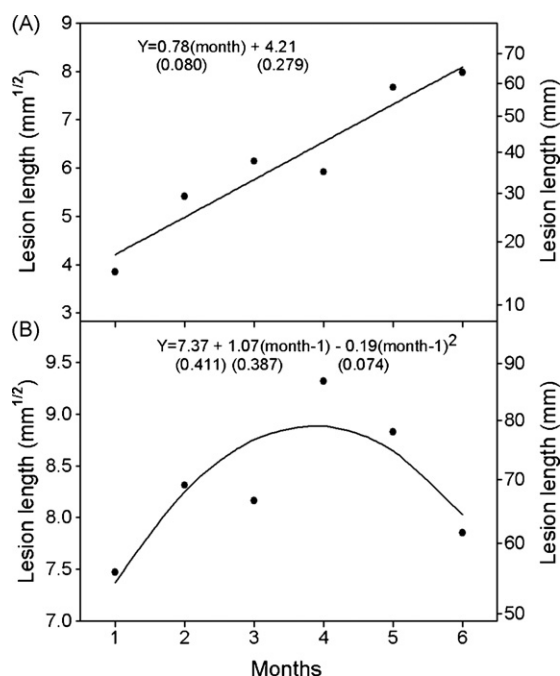 (A)
Y=0.78(month) + 4.21
(0.080) (0.279)
Lesion length (mm1/2)
9
8
7
6
5
4
3
Lesion length (mm)
70
60
50
40
30
20
10
(B)
Y=7.37 + 1.07(month-1) - 0.19(month-1)2
(0.411) (0.387) (0.074)
Lesion length (mm1/2)
9.5
9.0
8.5
8.0
7.5
7.0
Lesion length (mm)
90
80
70
60
50
1 2 3 4 5 6
Months